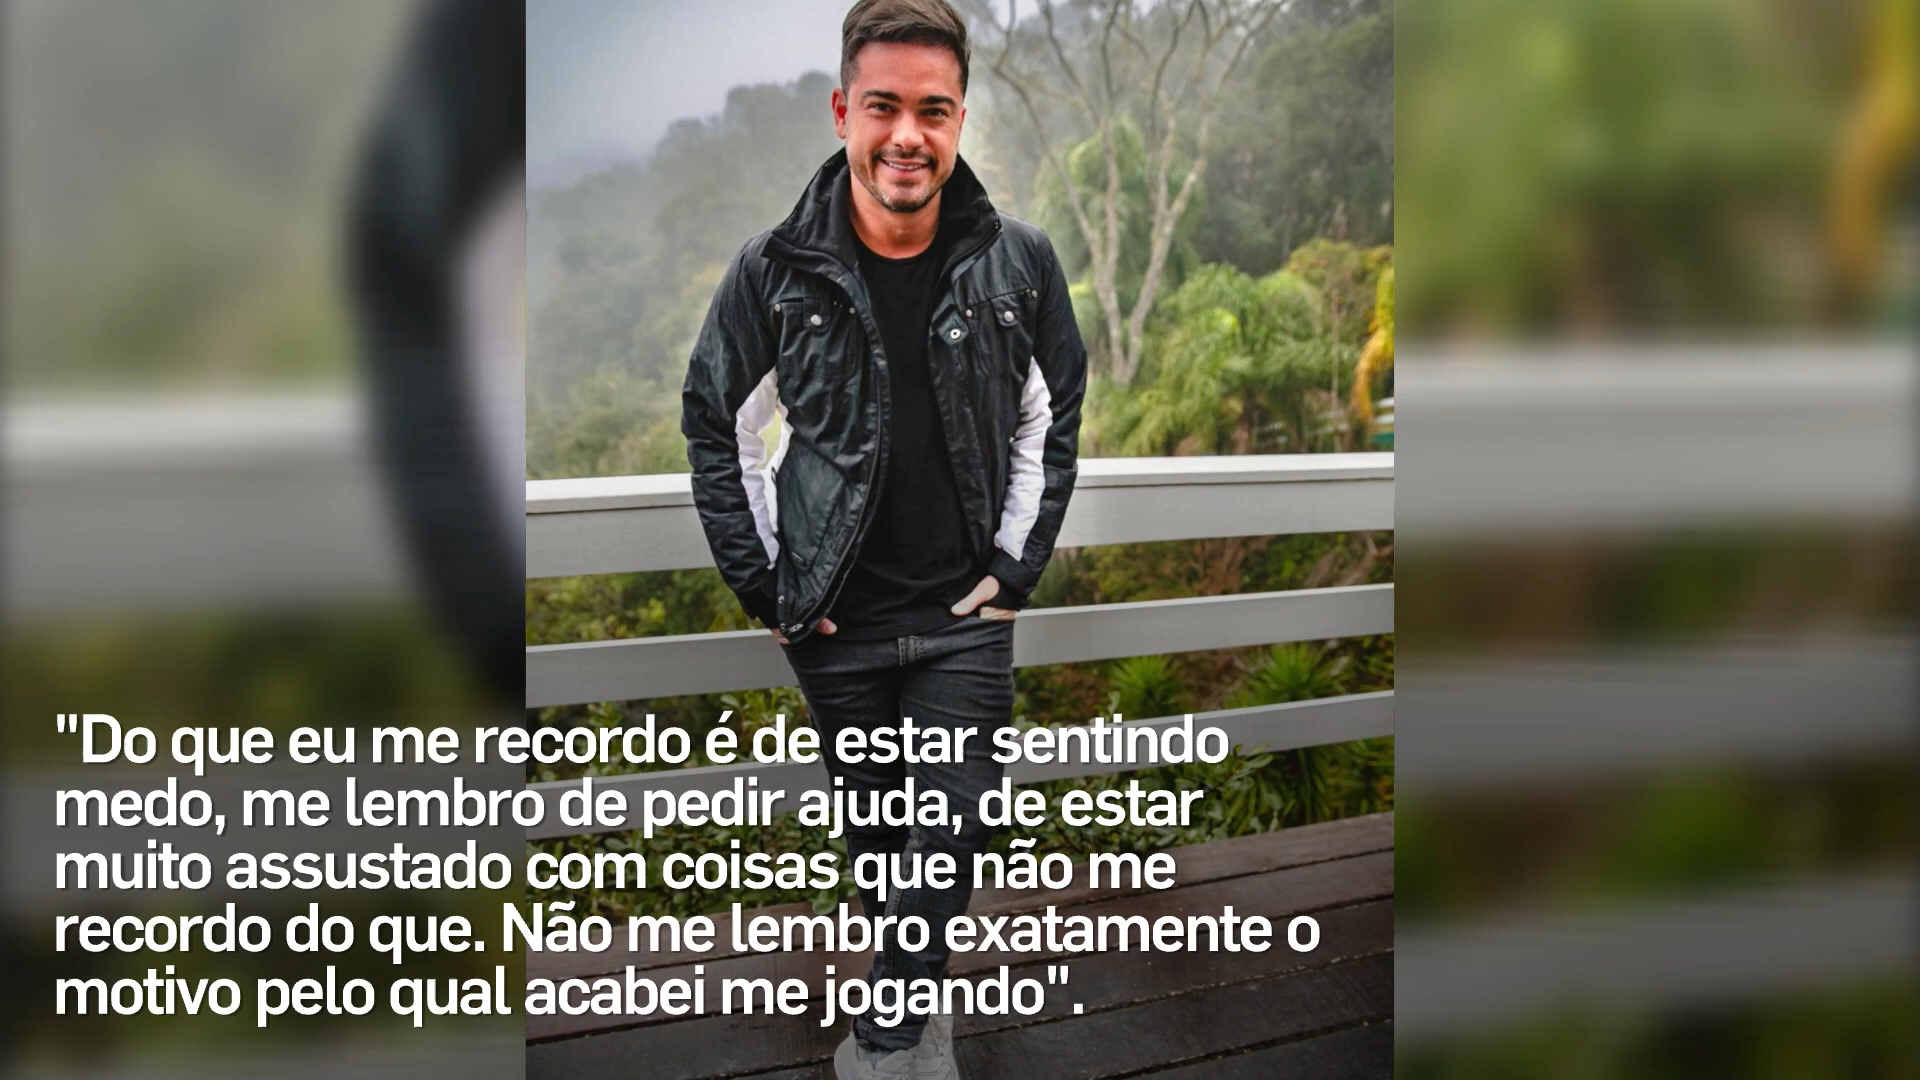 "Do que eu me recordo é de estar sentindo
medo, me lembro de pedir ajuda, de estar
muito assustado com coisas que não me
recordo do que. Não me lembro exatamente o
motivo pelo qual acabei me jogando".